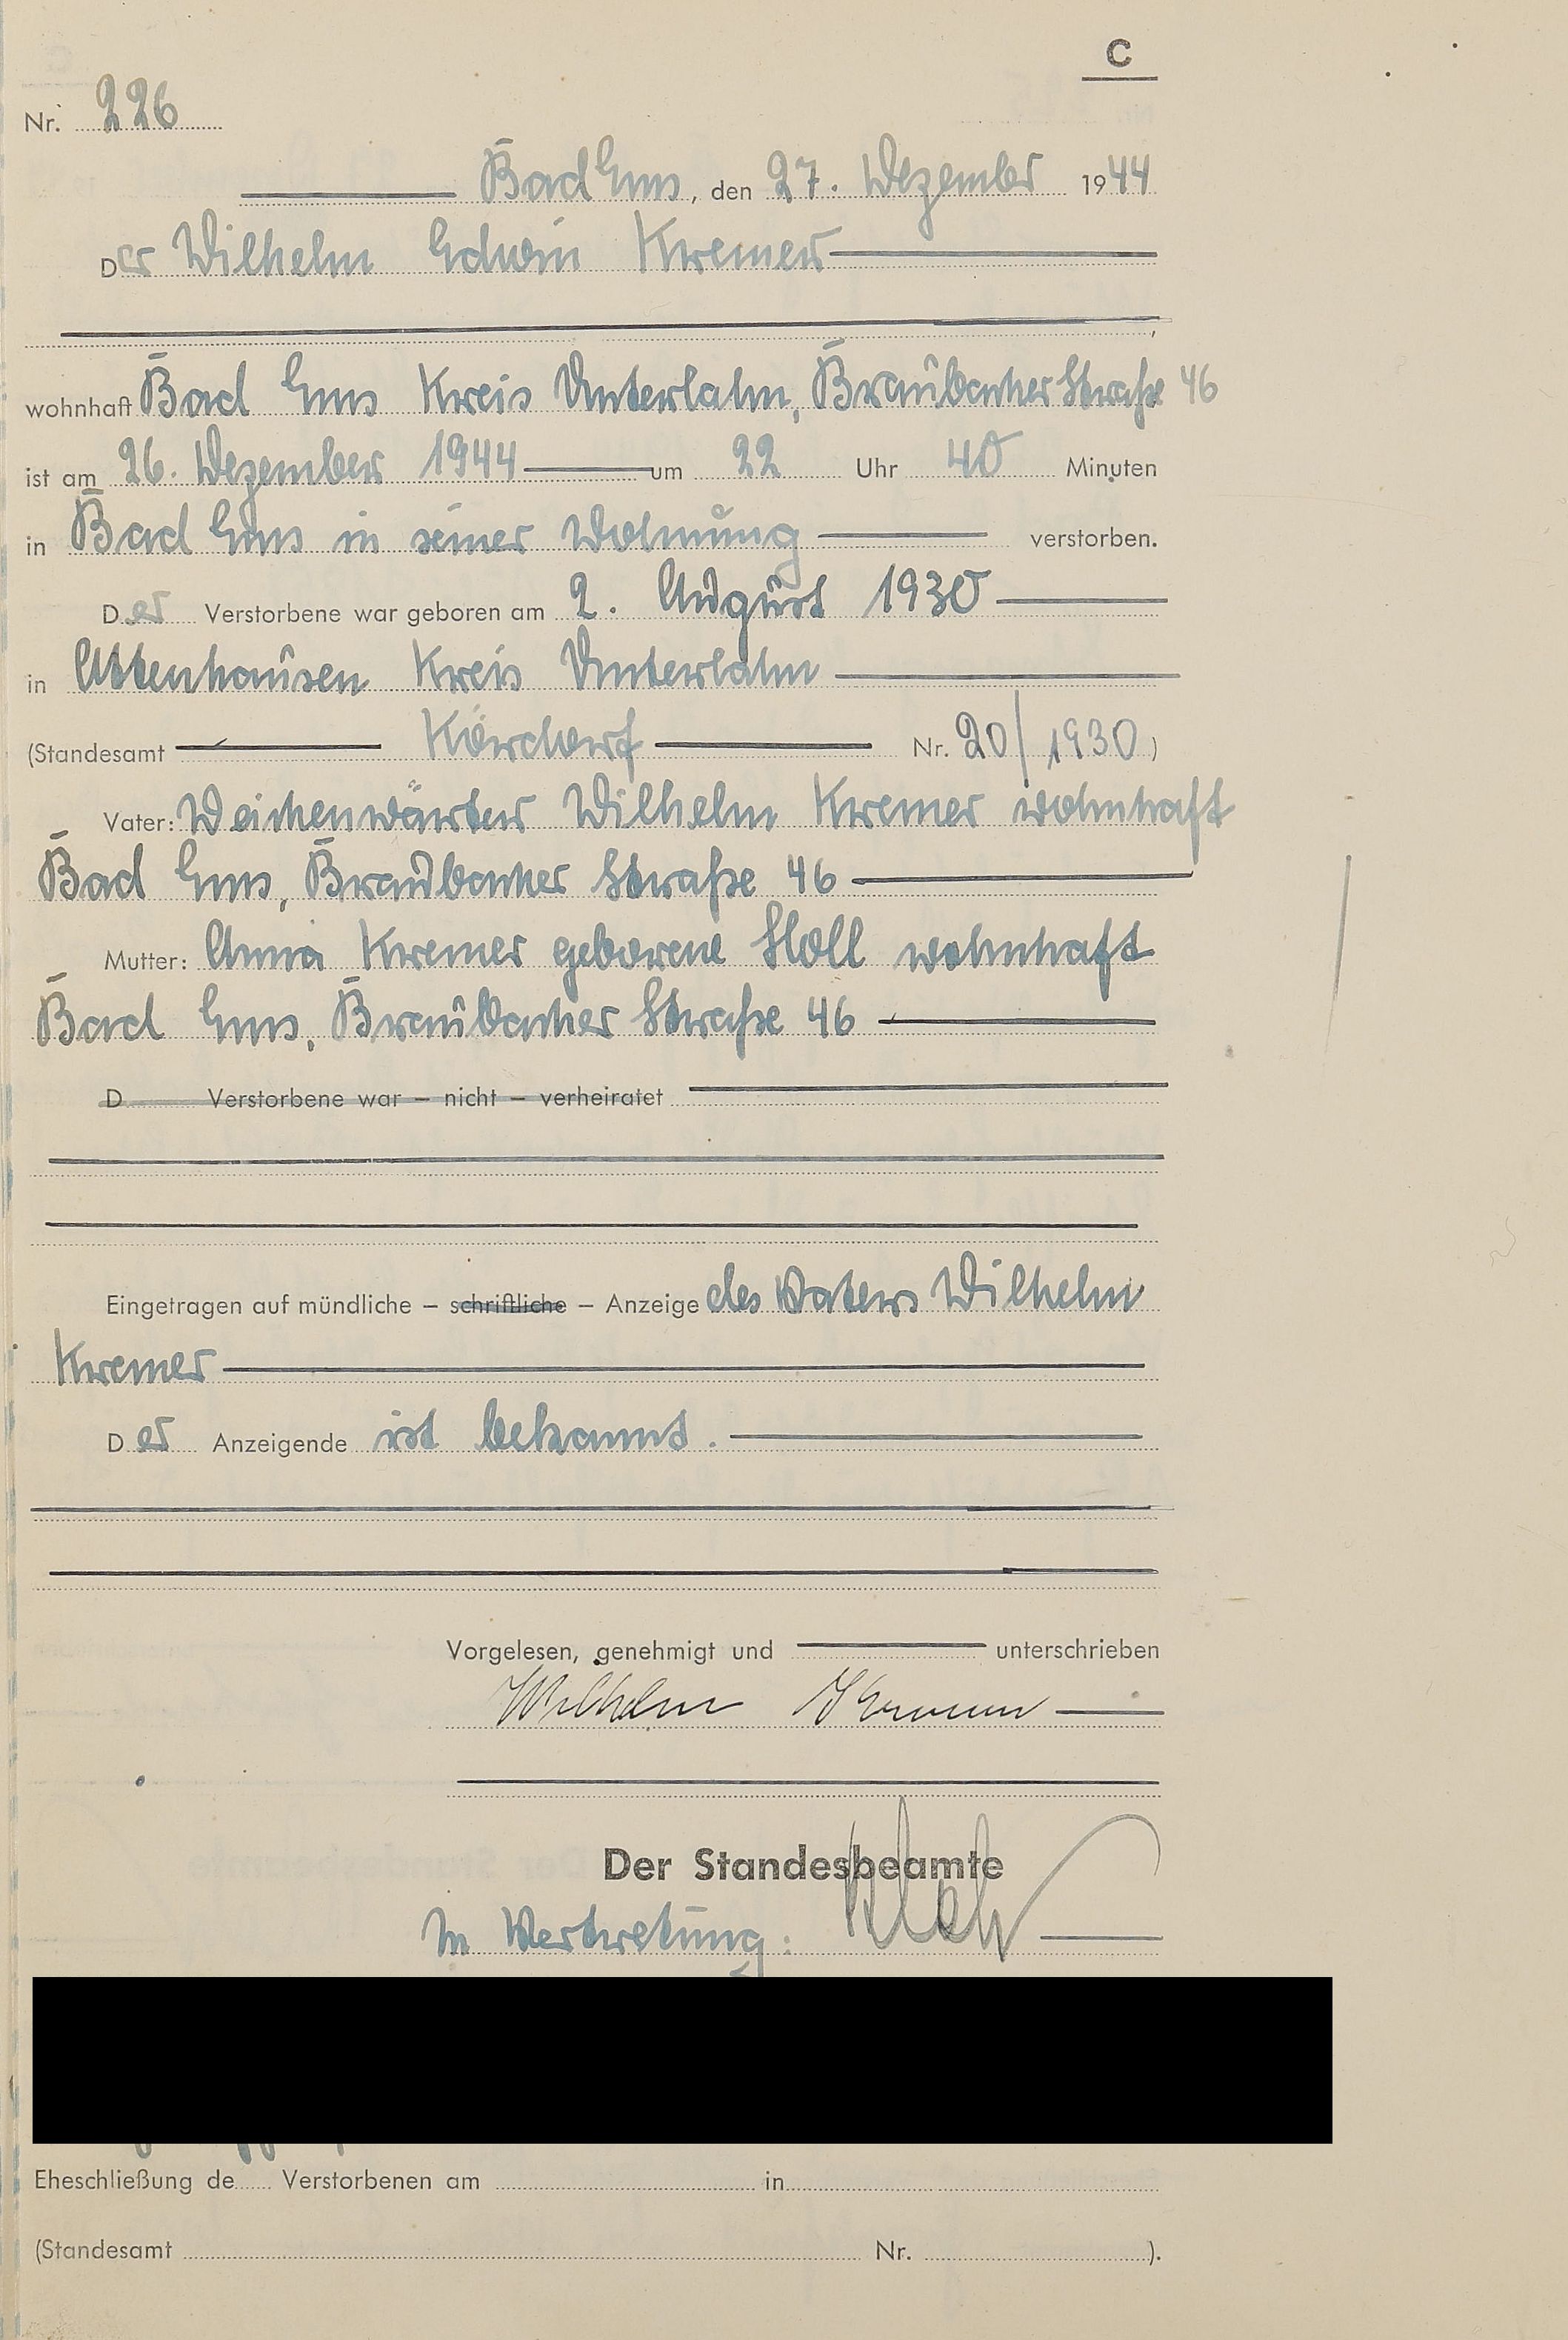 C
Nr. 226
Bad Ems, den 27. Dezember 1944
Der Wilhelm Edwin Kremer
wohnhaft Bad Ems Kreis Unterlahn, Braubacher Straße 46
ist am 26. Dezember 1944 um 22 Uhr 40 Minuten
in Bad Ems in seiner Wohnung verstorben.
Der Verstorbene war geboren am 2. August 1930
in Attenhausen Kreis Unterlahn
(Standesamt Kördorf Nr. 20/1930)
Vater: Weichenwärter Wilhelm Kremer wohnhaft
Bad Ems, Braubacher Straße 46
Mutter: Anna Kremer geborene Stoll wohnhaft
Bad Ems, Braubacher Straße 46
D Verstorbene war – nicht – verheiratet
Eingetragen auf mündliche – schriftliche – Anzeige des Vaters Wilhelm
Kremer
Der Anzeigende ist bekannt.
Vorgelesen, genehmigt und unterschrieben
Wilhelm Kremer
Der Standesbeamte
In Vertretung:
Eheschließung de Verstorbenen am in
(Standesamt Nr. ).